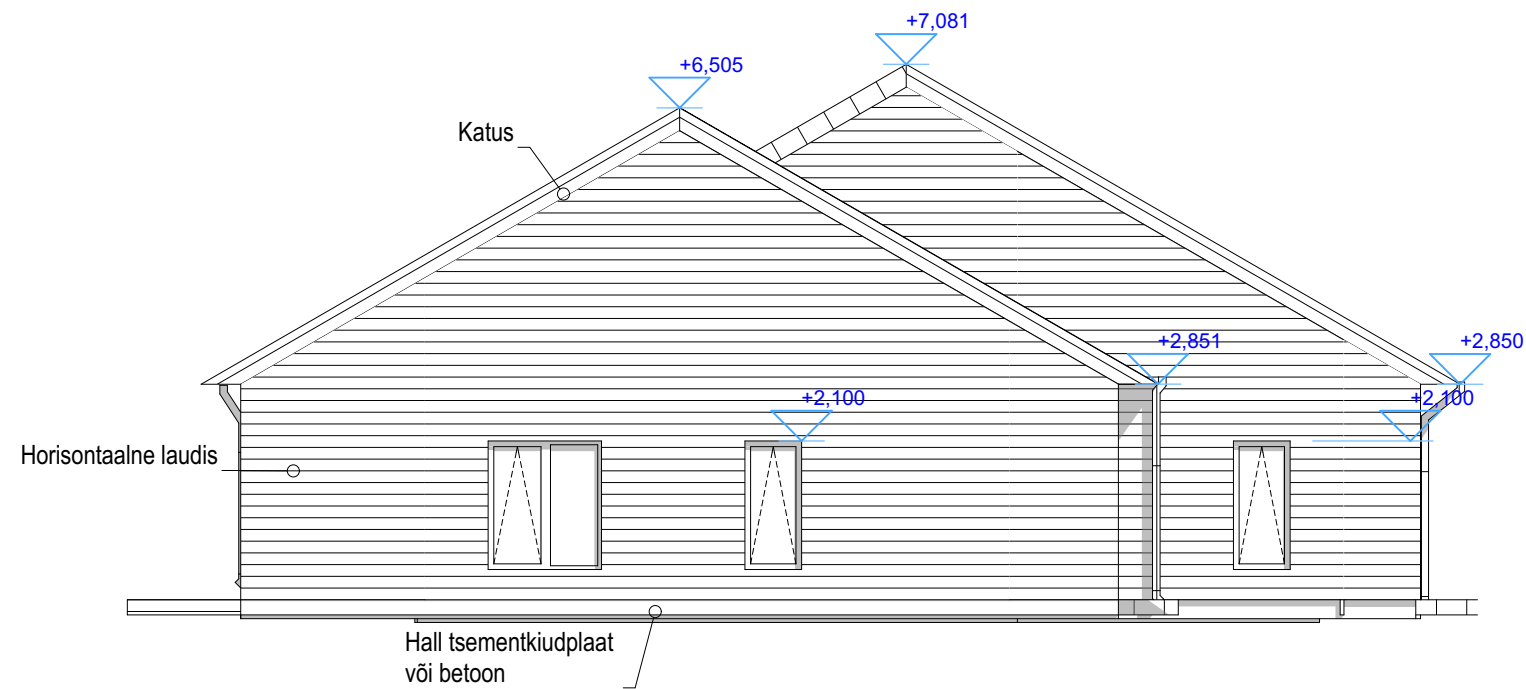 +7,081
+6,505
Katus
+2,851
+2,850
+2,100
+2,100
Horisontaalne laudis
Hall tsementkiudplaat
või betoon